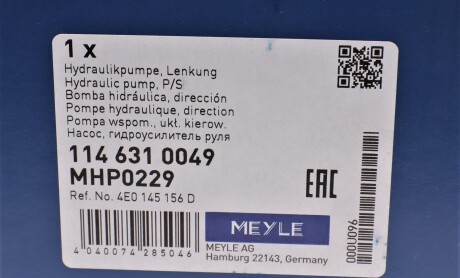 1 x
Hydraulikpumpe, Lenkung
Hydraulic pump, P/S
Bomba hidráulica, dirección
Pompe hydraulique, direction
Pompa wspom., ukł. kierow.
Насос, гидроусилитель руля
114 631 0049
MHP0229
Ref. No. 4E0 145 156 D
EAC
MEYLE
4 040074 285046
MEYLE AG
Hamburg 22143, Germany
000U096